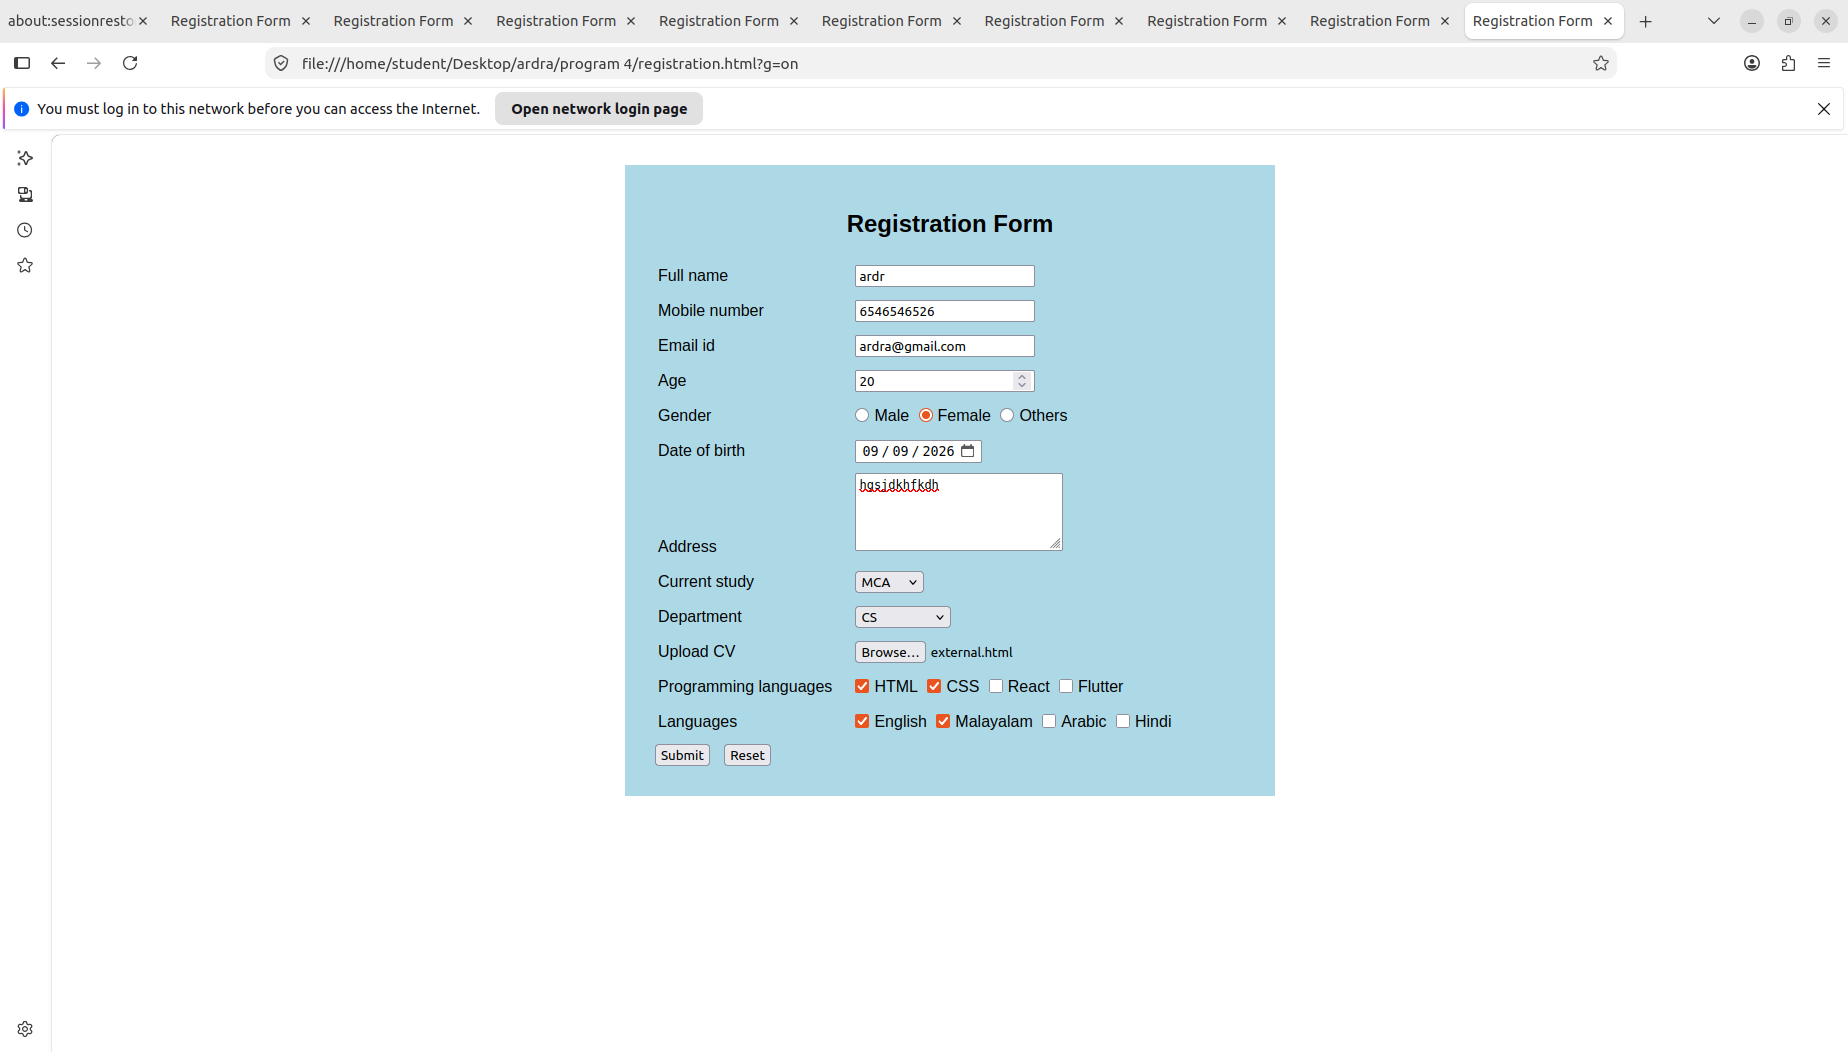 about:sessionresto
Registration Form
Registration Form
Registration Form
Registration Form
Registration Form
Registration Form
Registration Form
Registration Form
Registration Form
file:///home/student/Desktop/ardra/program 4/registration.html?g=on
You must log in to this network before you can access the Internet. Open network login page
Registration Form
Full name ardr
Mobile number 6546546526
Email id ardra@gmail.com
Age 20
Gender Male Female Others
Date of birth 09 / 09 / 2026
hgsjdkhfkdh
Address
Current study MCA
Department CS
Upload CV Browse... external.html
Programming languages HTML CSS React Flutter
Languages English Malayalam Arabic Hindi
Submit Reset